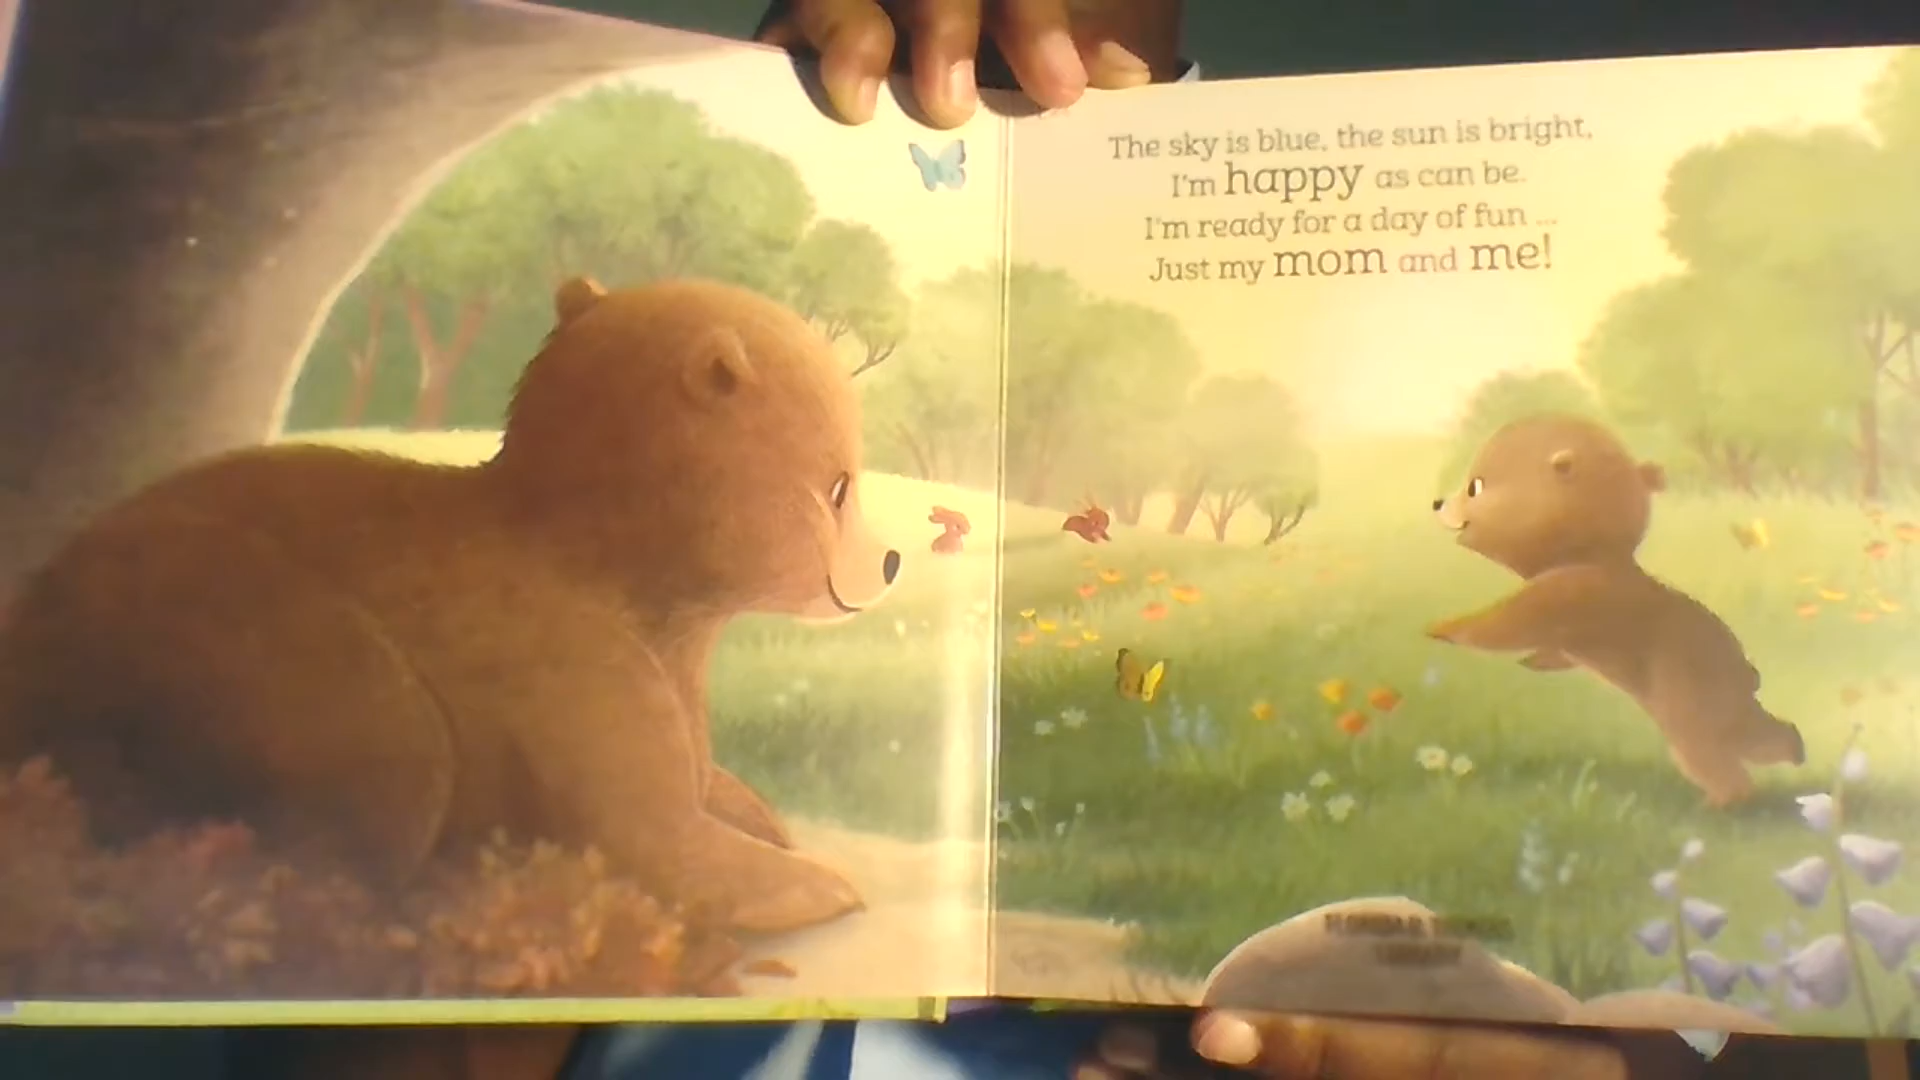 The sky is blue, the sun is bright,
I'm happy as can be.
I'm ready for a day of fun ...
Just my mom and me!